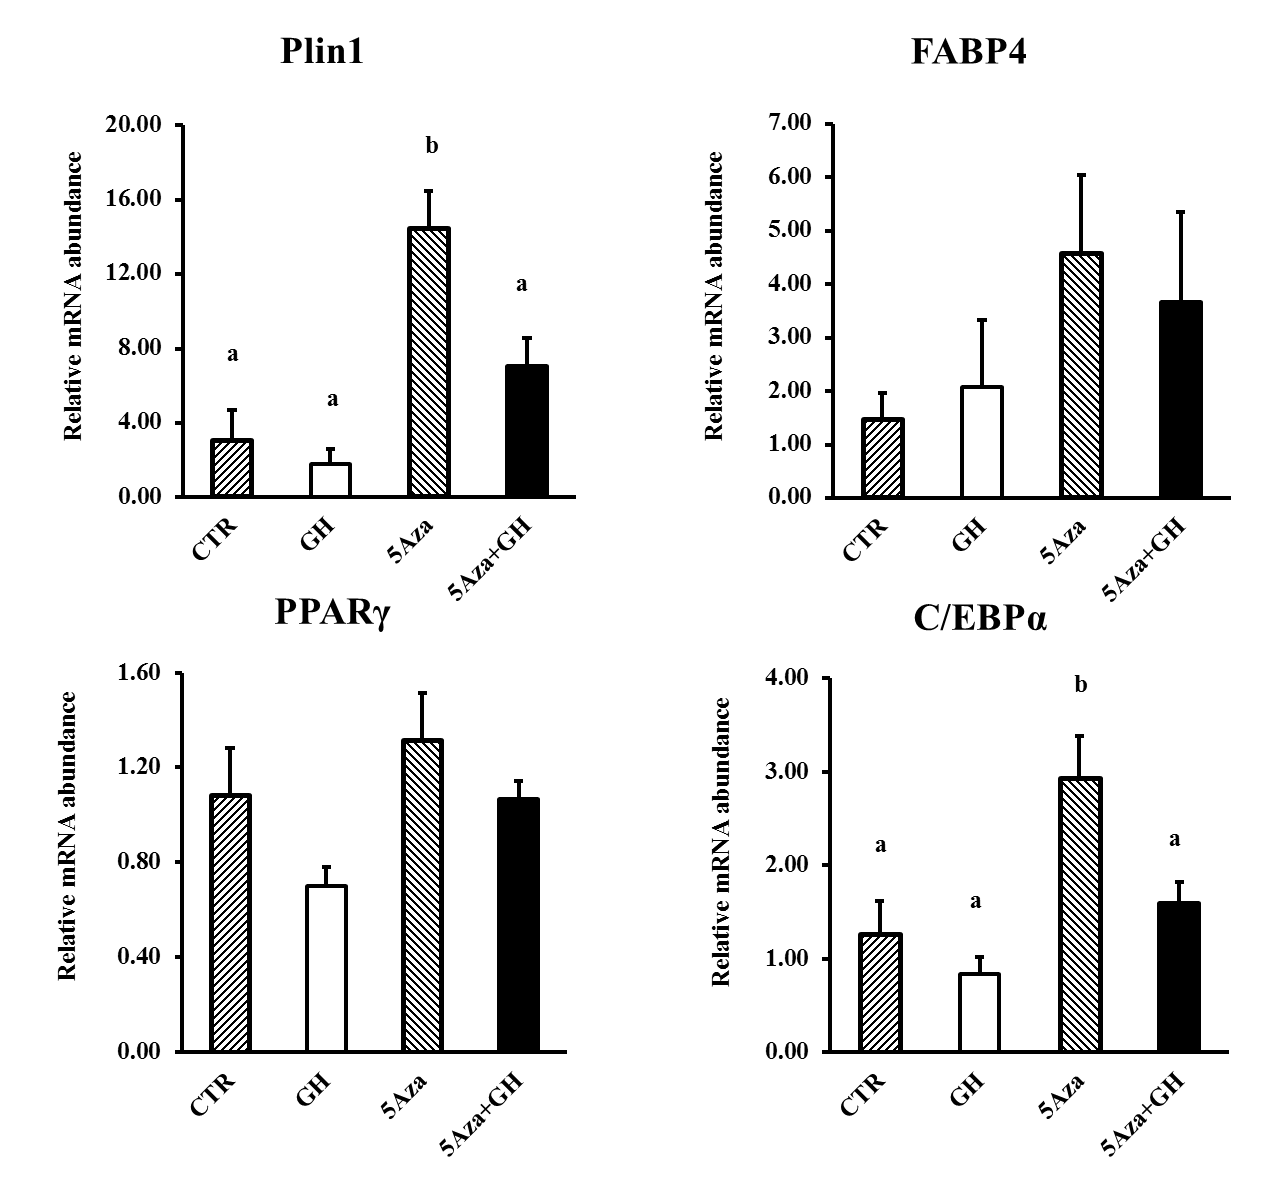 Plin1
Relative mRNA abundance
20.00
16.00
12.00
8.00
4.00
0.00
a
a
b
a
CTR
GH
5Aza
5Aza+GH
FABP4
Relative mRNA abundance
7.00
6.00
5.00
4.00
3.00
2.00
1.00
0.00
CTR
GH
5Aza
5Aza+GH
PPARγ
Relative mRNA abundance
1.60
1.20
0.80
0.40
0.00
CTR
GH
5Aza
5Aza+GH
C/EBPα
Relative mRNA abundance
4.00
3.00
2.00
1.00
0.00
a
a
b
a
CTR
GH
5Aza
5Aza+GH